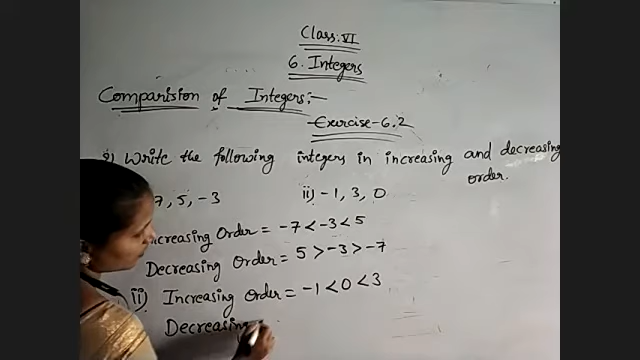 Class: VI
6. Integers
Comparision of Integers:-
Exercise-6.2
Write the following integers in increasing and decreasing order.
7, 5, -3 ii) -1, 3, 0
creasing Order = -7 < -3 < 5
Decreasing Order = 5 > -3 > -7
ii) Increasing Order = -1 < 0 < 3
Decreasing